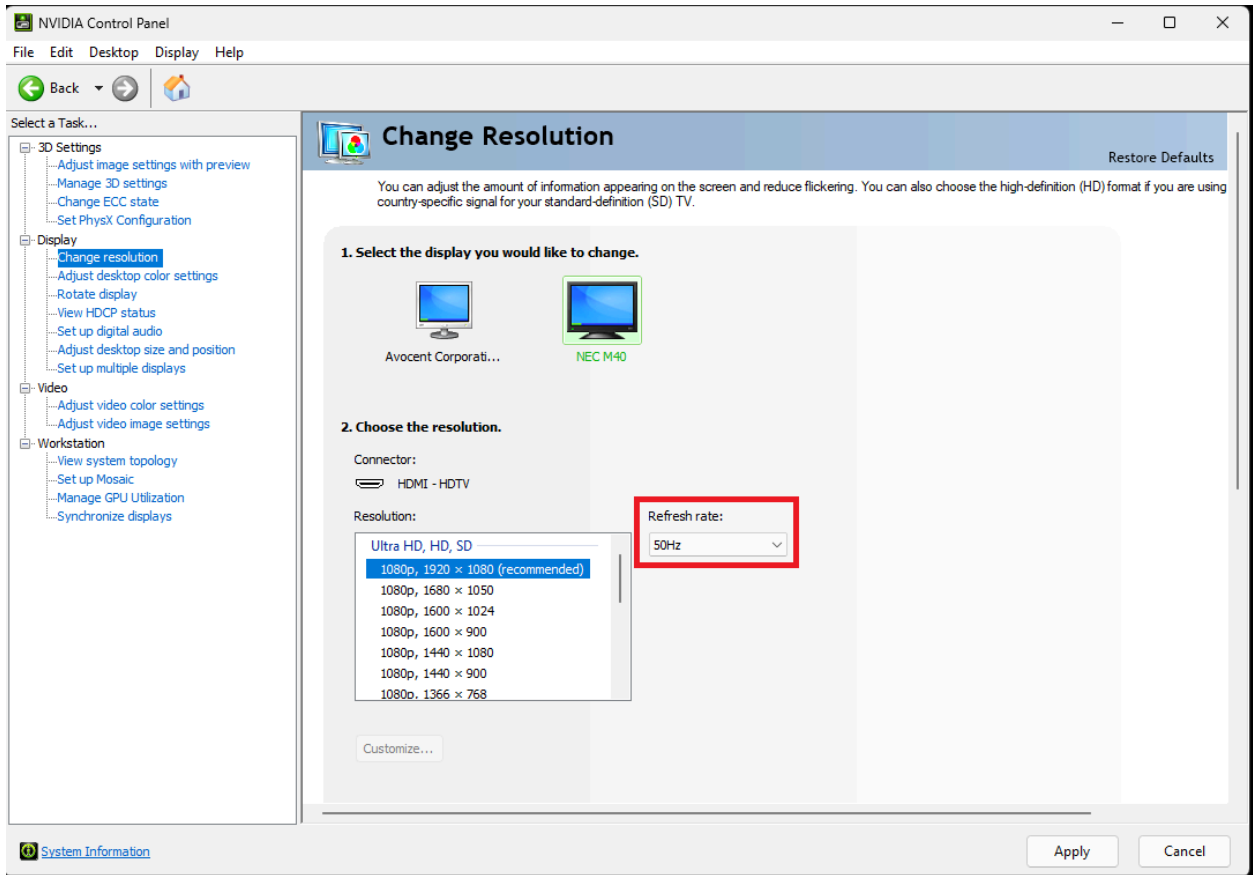 NVIDIA Control Panel
File Edit Desktop Display Help
Back
Select a Task...
3D Settings
Adjust image settings with preview
Manage 3D settings
Change ECC state
Set PhysX Configuration
Display
Change resolution
Adjust desktop color settings
Rotate display
View HDCP status
Set up digital audio
Adjust desktop size and position
Set up multiple displays
Video
Adjust video color settings
Adjust video image settings
Workstation
View system topology
Set up Mosaic
Manage GPU Utilization
Synchronize displays
Change Resolution
Restore Defaults
You can adjust the amount of information appearing on the screen and reduce flickering. You can also choose the high-definition (HD) format if you are using
country-specific signal for your standard-definition (SD) TV.
1. Select the display you would like to change.
Avocent Corporati...
NEC M40
2. Choose the resolution.
Connector:
HDMI - HDTV
Resolution:
Refresh rate:
Ultra HD, HD, SD
50Hz
1080p, 1920 × 1080 (recommended)
1080p, 1680 × 1050
1080p, 1600 × 1024
1080p, 1600 × 900
1080p, 1440 × 1080
1080p, 1440 × 900
1080p, 1366 × 768
Customize...
System Information
Apply
Cancel